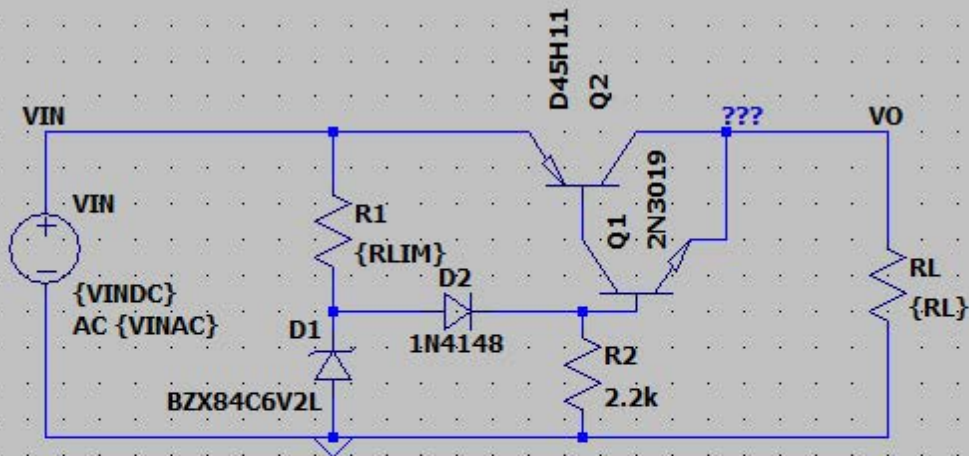 D45H11
Q2
VIN
???
VO
VIN
{VINDC}
AC {VINAC}
R1
{RLIM}
Q1
2N3019
D2
1N4148
D1
BZX84C6V2L
R2
2.2k
RL
{RL}